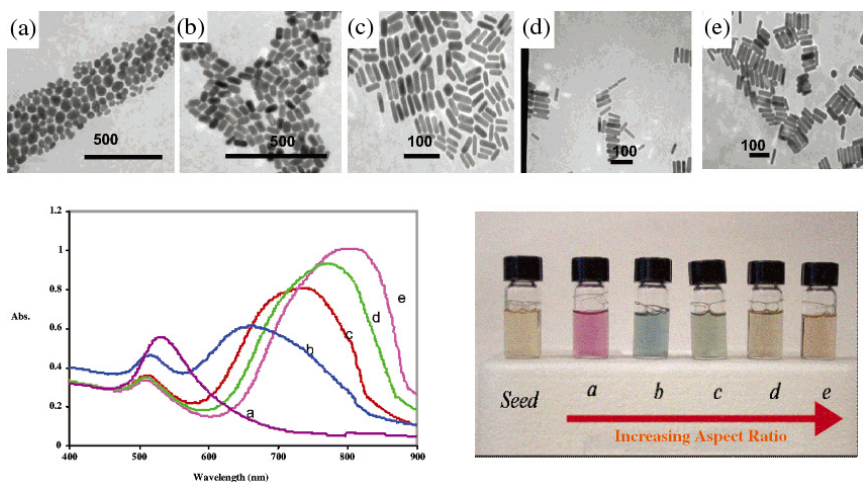 (a) (b) (c) (d) (e)
500 500 100 100 100
1.2
1
0.8
Abs. 0.6
0.4
0.2
0
a b c d e
400 500 600 700 800 900
Wavelength (nm)
Seed a b c d e
Increasing Aspect Ratio